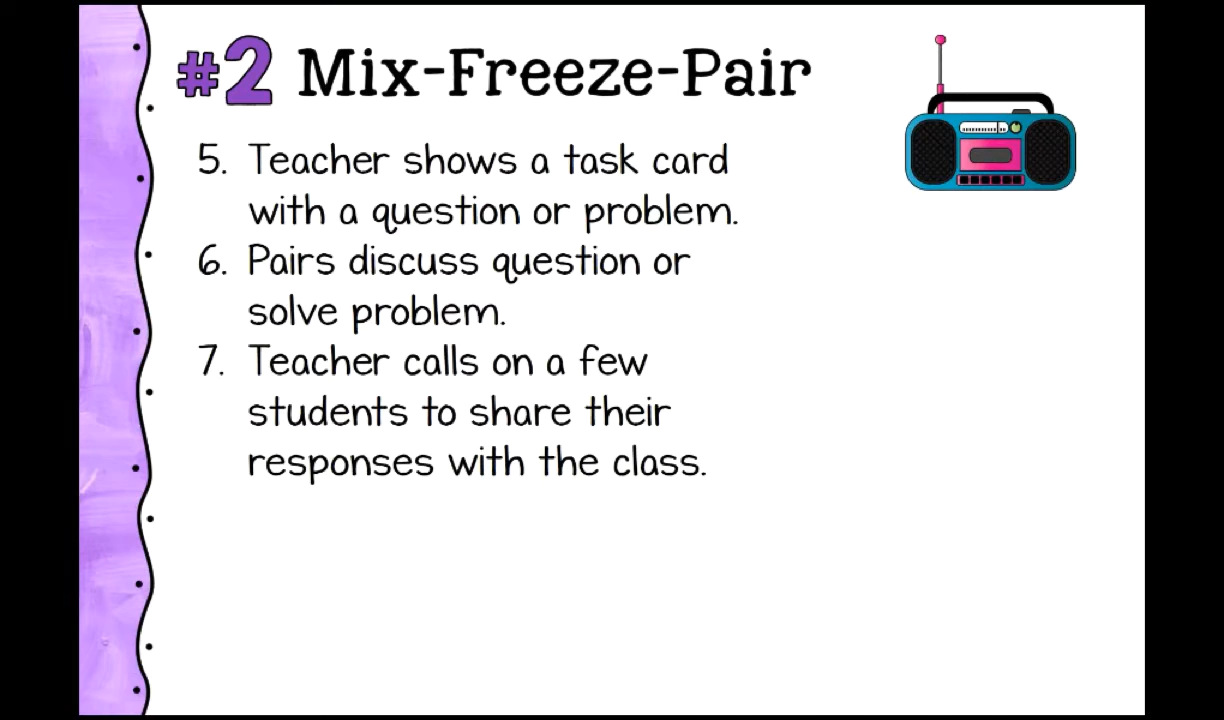 #2 Mix-Freeze-Pair
5. Teacher shows a task card
with a question or problem.
6. Pairs discuss question or
solve problem.
7. Teacher calls on a few
students to share their
responses with the class.